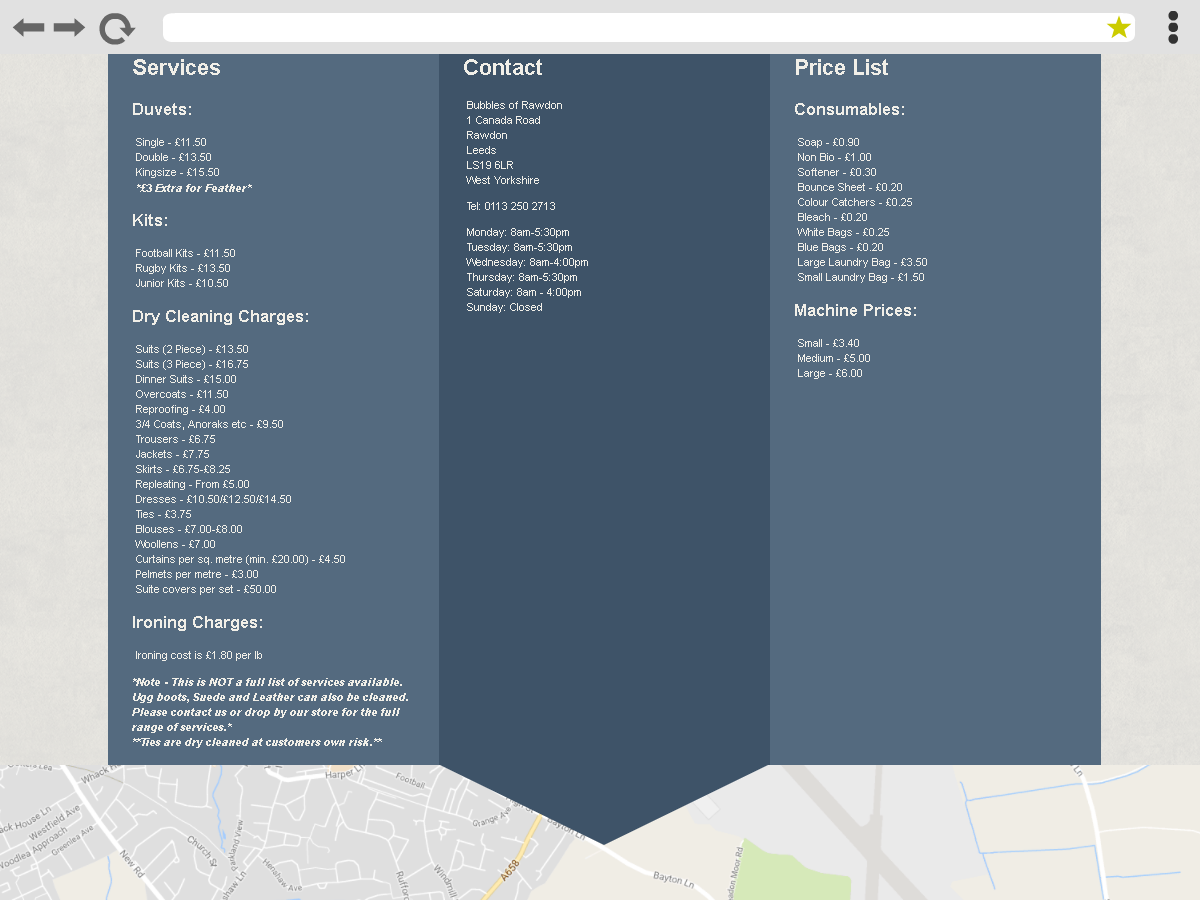 Services
Duvets:
Single - £11.50
Double - £13.50
Kingsize - £15.50
*£3 Extra for Feather*
Kits:
Football Kits - £11.50
Rugby Kits - £13.50
Junior Kits - £10.50
Dry Cleaning Charges:
Suits (2 Piece) - £13.50
Suits (3 Piece) - £16.75
Dinner Suits - £15.00
Overcoats - £11.50
Reproofing - £4.00
3/4 Coats, Anoraks etc - £9.50
Trousers - £6.75
Jackets - £7.75
Skirts - £6.75-£8.25
Repleating - From £5.00
Dresses - £10.50/£12.50/£14.50
Ties - £3.75
Blouses - £7.00-£8.00
Woollens - £7.00
Curtains per sq. metre (min. £20.00) - £4.50
Pelmets per metre - £3.00
Suite covers per set - £50.00
Ironing Charges:
Ironing cost is £1.80 per lb
*Note - This is NOT a full list of services available.
Ugg boots, Suede and Leather can also be cleaned.
Please contact us or drop by our store for the full
range of services.*
**Ties are dry cleaned at customers own risk.**
Contact
Bubbles of Rawdon
1 Canada Road
Rawdon
Leeds
LS19 6LR
West Yorkshire
Tel: 0113 250 2713
Monday: 8am-5:30pm
Tuesday: 8am-5:30pm
Wednesday: 8am-4:00pm
Thursday: 8am-5:30pm
Saturday: 8am - 4:00pm
Sunday: Closed
Price List
Consumables:
Soap - £0.90
Non Bio - £1.00
Softener - £0.30
Bounce Sheet - £0.20
Colour Catchers - £0.25
Bleach - £0.20
White Bags - £0.25
Blue Bags - £0.20
Large Laundry Bag - £3.50
Small Laundry Bag - £1.50
Machine Prices:
Small - £3.40
Medium - £5.00
Large - £6.00
Whack H
Harper L
Football
Ln
Grange Ave
Bayton Ln
ack House Ln
Westfield Ave
Woodlea Approach
Greenlea Ave
New Rd
Church St
arkland View
shaw Ln
Henshaw Ave
Ruffor
Windmill
A658
Bayton Ln
don Moor Rd